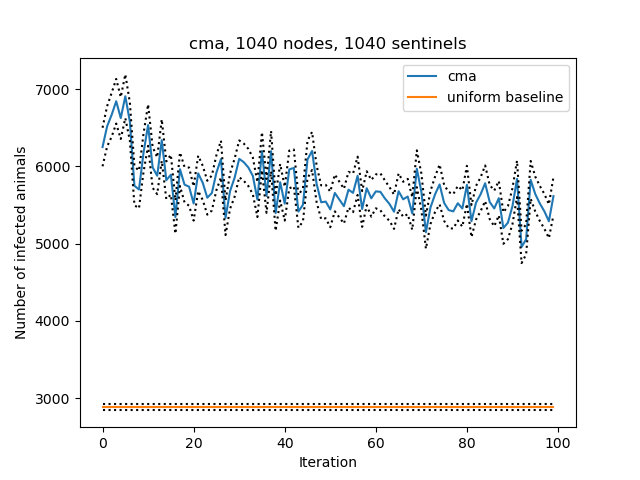 cma, 1040 nodes, 1040 sentinels
cma
uniform baseline
Number of infected animals
7000
6000
5000
4000
3000
0 20 40 60 80 100
Iteration